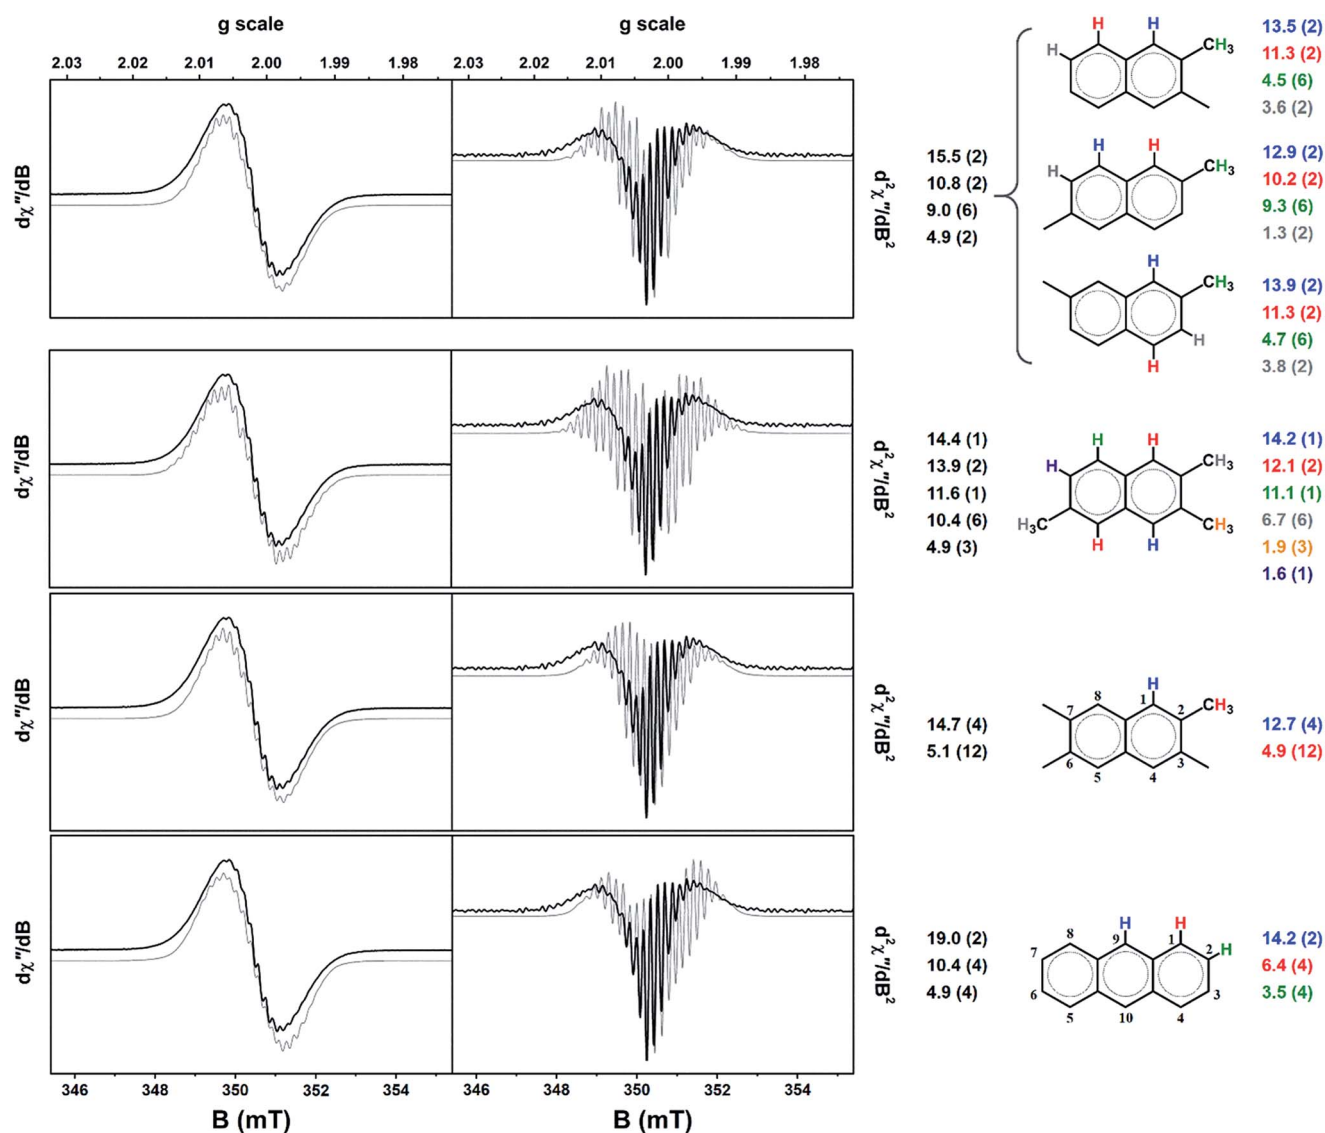 g scale
g scale
2.03 2.02 2.01 2.00 1.99 1.98
2.03 2.02 2.01 2.00 1.99 1.98
dχ"/dB
d²χ"/dB²
15.5 (2)
10.8 (2)
9.0 (6)
4.9 (2)
H H
H CH₃
13.5 (2)
11.3 (2)
4.5 (6)
3.6 (2)
H H
H CH₃
12.9 (2)
10.2 (2)
9.3 (6)
1.3 (2)
H
CH₃
H
H
13.9 (2)
11.3 (2)
4.7 (6)
3.8 (2)
dχ"/dB
d²χ"/dB²
14.4 (1)
13.9 (2)
11.6 (1)
10.4 (6)
4.9 (3)
H H
H CH₃
H₃C CH₃
H H
14.2 (1)
12.1 (2)
11.1 (1)
6.7 (6)
1.9 (3)
1.6 (1)
dχ"/dB
d²χ"/dB²
14.7 (4)
5.1 (12)
H
8 1
7 2 CH₃
6 3
5 4
12.7 (4)
4.9 (12)
dχ"/dB
d²χ"/dB²
19.0 (2)
10.4 (4)
4.9 (4)
H H
8 9 1
7 2 H
6 3
5 10 4
14.2 (2)
6.4 (4)
3.5 (4)
346 348 350 352 354
346 348 350 352 354
B (mT)
B (mT)